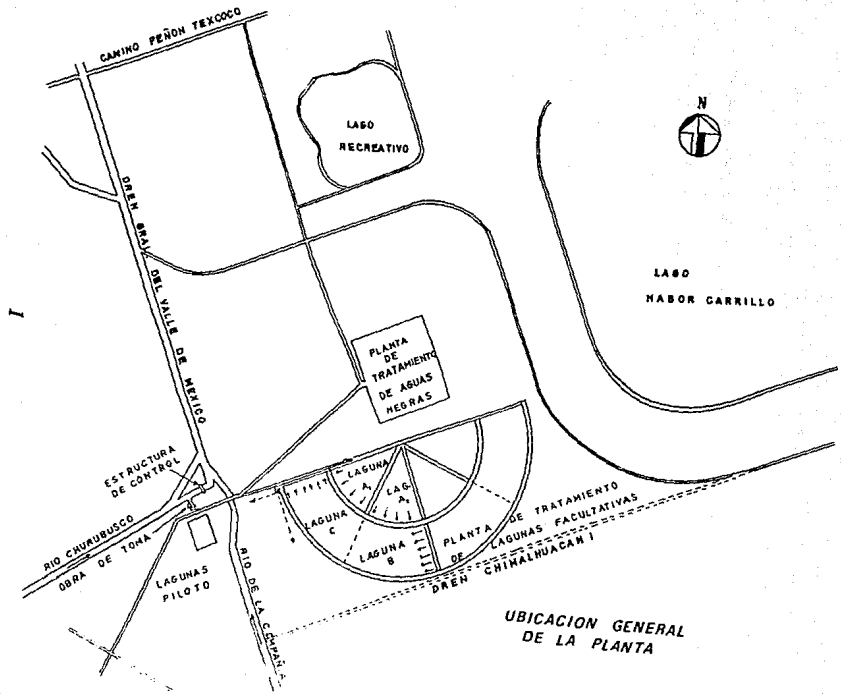 CAMINO PEÑON TEXCOCO
N
LAGO
RECREATIVO
DREN GRAL DEL VALLE DE MEXICO
LAGO
NABOR CARRILLO
I
PLANTA
DE
TRATAMIENTO
DE AGUAS
NEGRAS
ESTRUCTURA
DE CONTROL
LAGUNA
A₁
LAG-
A₂
LAGUNA
C
LAGUNA
B
PLANTA DE TRATAMIENTO
DE LAGUNAS FACULTATIVAS
DREN CHIMALHUACAN I
RIO CHURUBUSCO
OBRA DE TOMA
LAGUNAS
PILOTO
RIO DE LA COMPAÑIA
UBICACION GENERAL
DE LA PLANTA